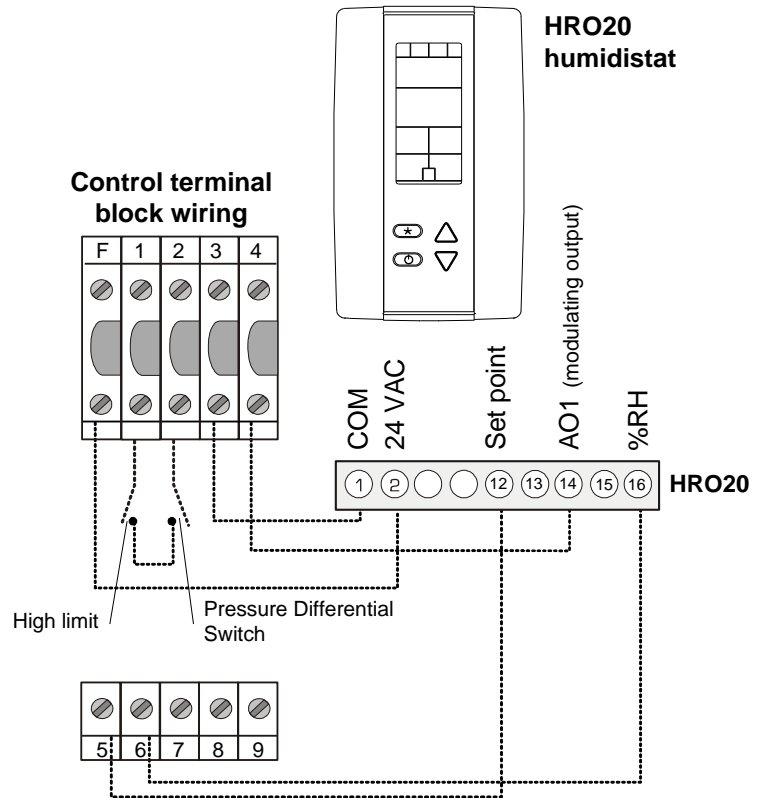 HRO20
humidistat
Control terminal
block wiring
F 1 2 3 4
COM
24 VAC
Set point
AO1 (modulating output)
%RH
1 2 12 13 14 15 16
HRO20
High limit
Pressure Differential
Switch
5 6 7 8 9